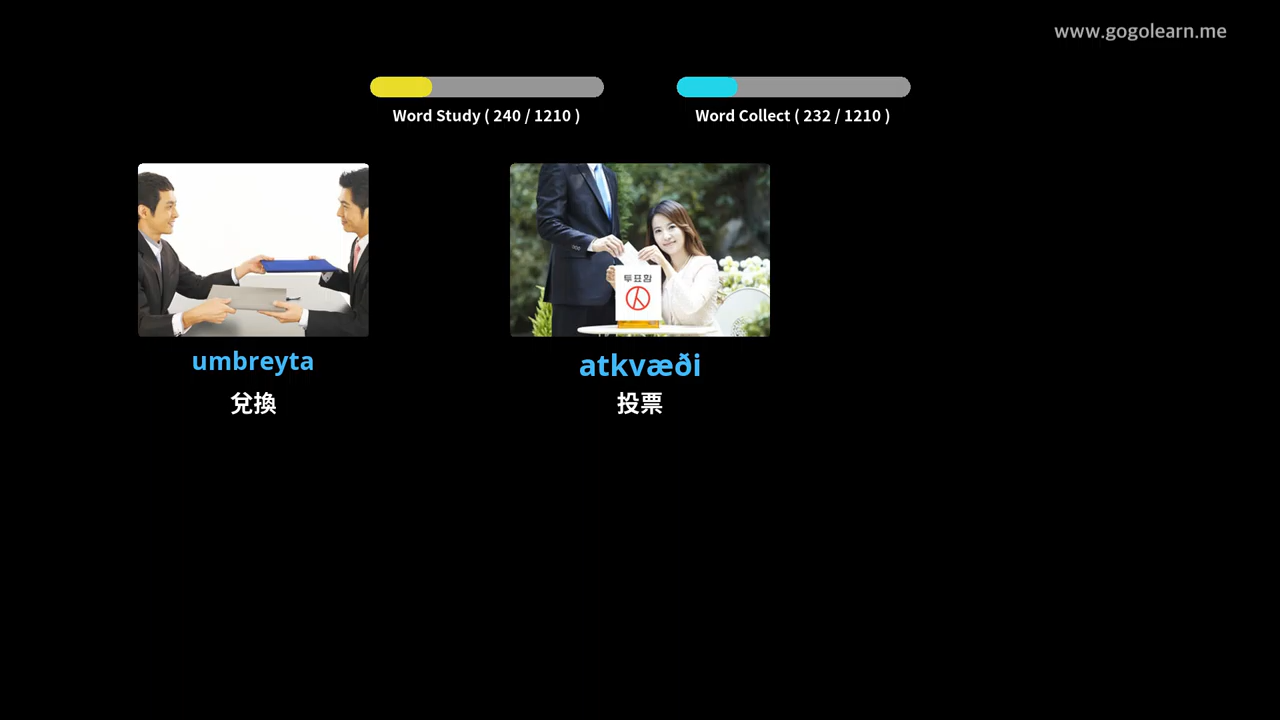 www.gogolearn.me
Word Study ( 240 / 1210 )
Word Collect ( 232 / 1210 )
투표함
umbreyta
atkvæði
兌換
投票